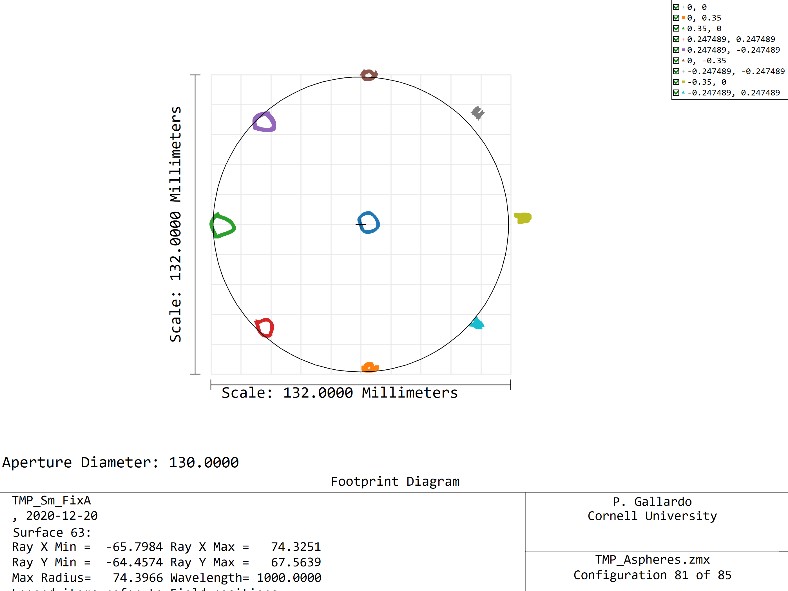 0, 0
0, 0.35
0.35, 0
0.247489, 0.247489
0.247489, -0.247489
0, -0.35
-0.247489, -0.247489
-0.35, 0
-0.247489, 0.247489
Scale: 132.0000 Millimeters
Scale: 132.0000 Millimeters
Aperture Diameter: 130.0000
Footprint Diagram
TMP_Sm_FixA
, 2020-12-20
Surface 63:
Ray X Min = -65.7984 Ray X Max = 74.3251
Ray Y Min = -64.4574 Ray Y Max = 67.5639
Max Radius= 74.3966 Wavelength= 1000.0000
P. Gallardo
Cornell University
TMP_Aspheres.zmx
Configuration 81 of 85